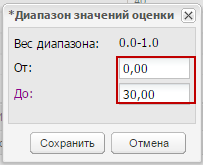 *Диапазон значений оценки
Вес диапазона: 0.0-1.0
От: 0,00
До: 30,00
Сохранить Отмена